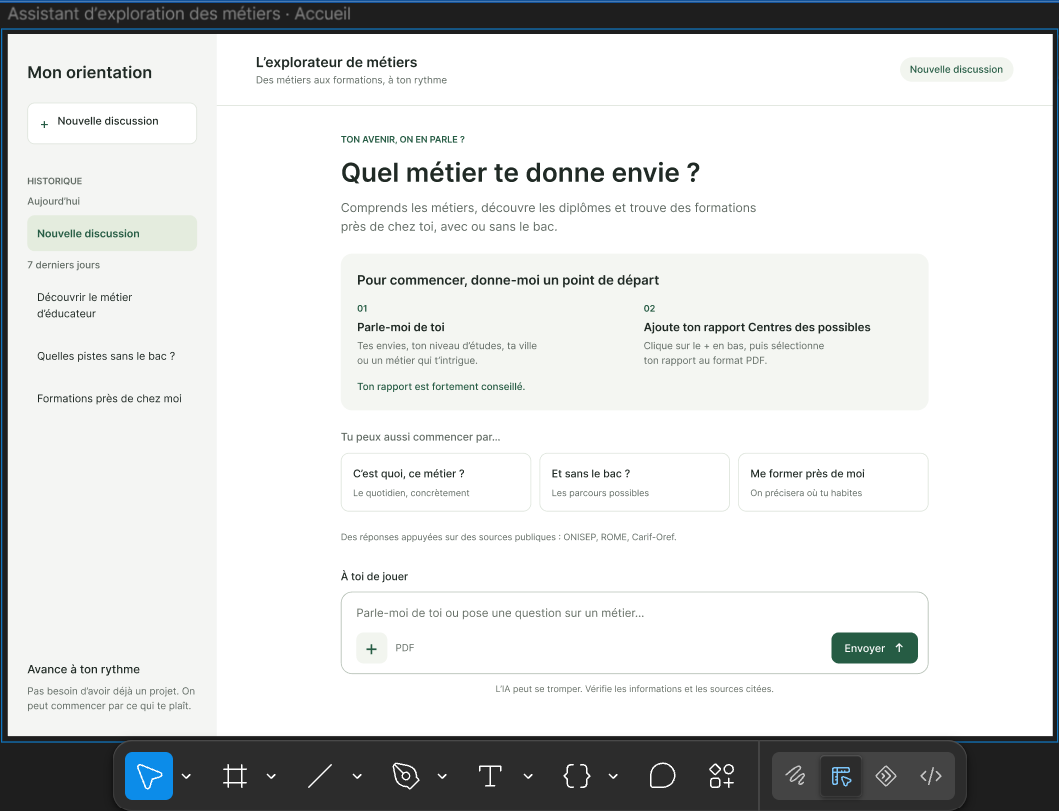 Assistant d'exploration des métiers · Accueil
Mon orientation
+ Nouvelle discussion
HISTORIQUE
Aujourd'hui
Nouvelle discussion
7 derniers jours
Découvrir le métier
d'éducateur
Quelles pistes sans le bac ?
Formations près de chez moi
Avance à ton rythme
Pas besoin d'avoir déjà un projet. On
peut commencer par ce qui te plaît.
L'explorateur de métiers
Des métiers aux formations, à ton rythme
Nouvelle discussion
TON AVENIR, ON EN PARLE ?
Quel métier te donne envie ?
Comprends les métiers, découvre les diplômes et trouve des formations
près de chez toi, avec ou sans le bac.
Pour commencer, donne-moi un point de départ
01
Parle-moi de toi
Tes envies, ton niveau d'études, ta ville
ou un métier qui t'intrigue.
Ton rapport est fortement conseillé.
02
Ajoute ton rapport Centres des possibles
Clique sur le + en bas, puis sélectionne
ton rapport au format PDF.
Tu peux aussi commencer par…
C'est quoi, ce métier ?
Le quotidien, concrètement
Et sans le bac ?
Les parcours possibles
Me former près de moi
On précisera où tu habites
Des réponses appuyées sur des sources publiques : ONISEP, ROME, Carif-Oref.
À toi de jouer
Parle-moi de toi ou pose une question sur un métier…
+ PDF
Envoyer ↑
L'IA peut se tromper. Vérifie les informations et les sources citées.